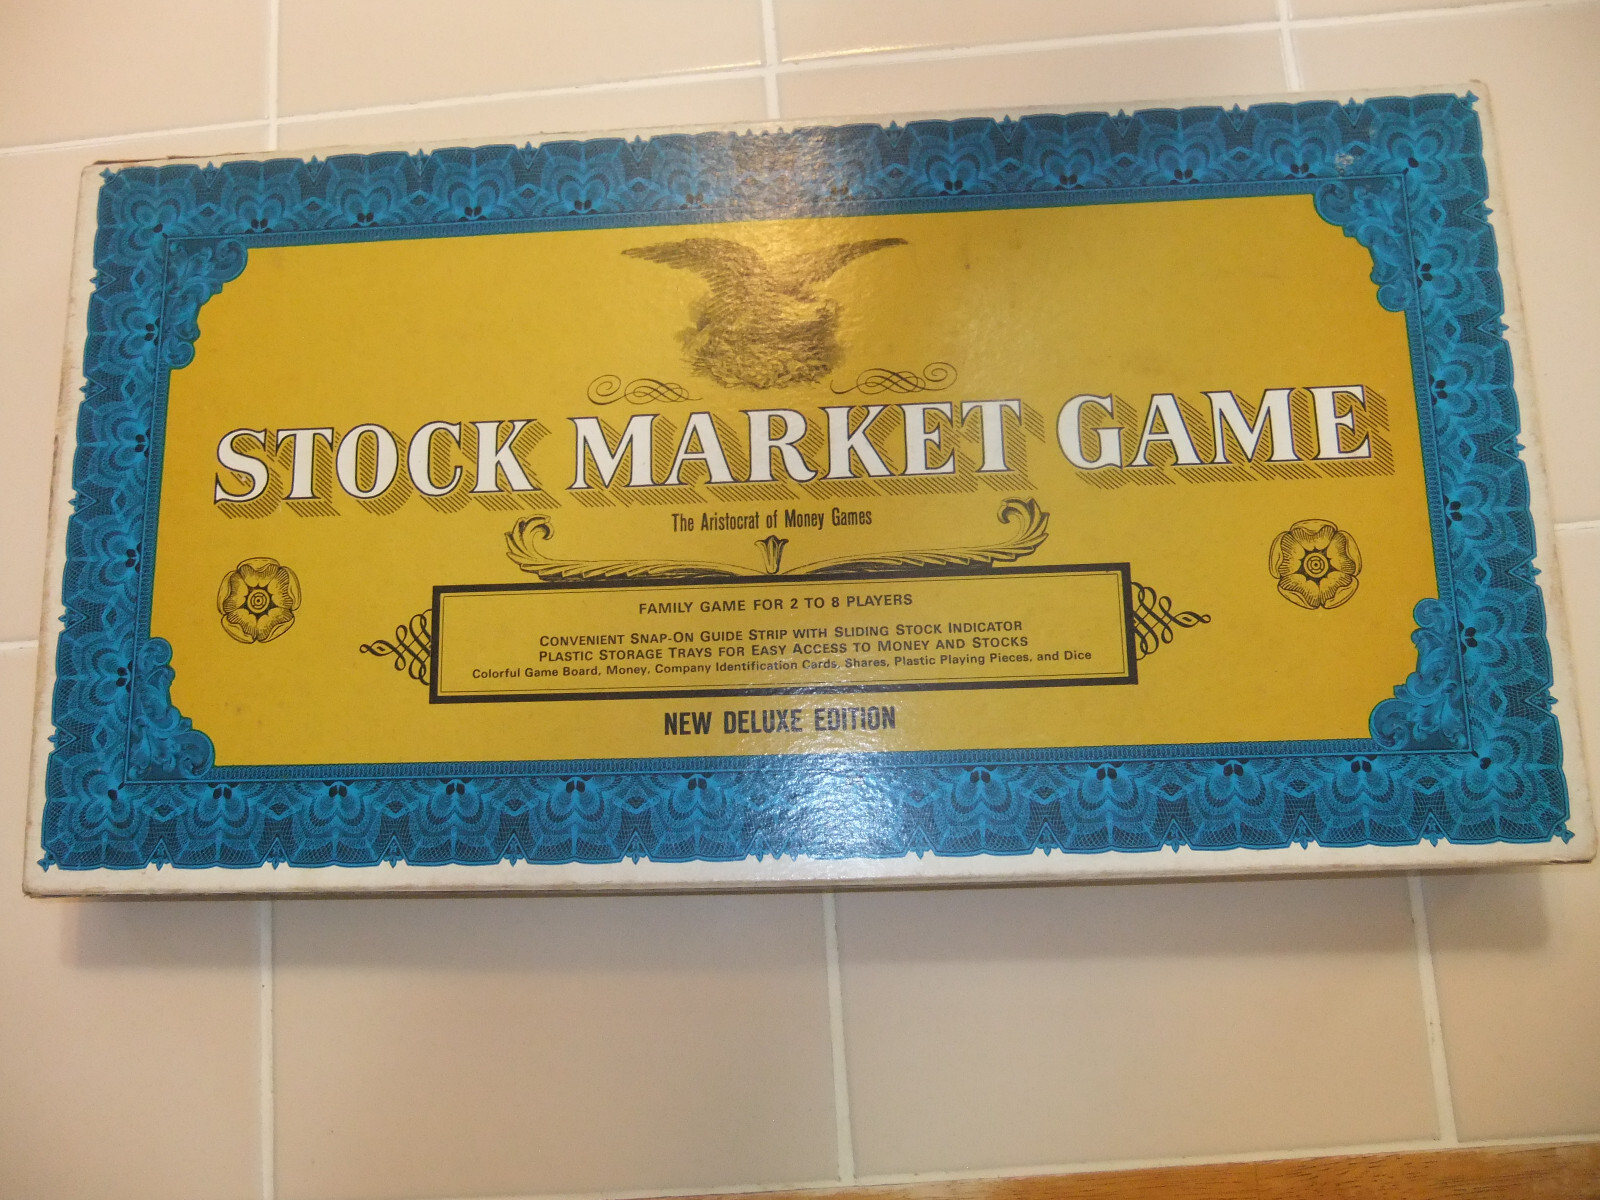 STOCK MARKET GAME
The Aristocrat of Money Games
FAMILY GAME FOR 2 TO 8 PLAYERS
CONVENIENT SNAP-ON GUIDE STRIP WITH SLIDING STOCK INDICATOR
PLASTIC STORAGE TRAYS FOR EASY ACCESS TO MONEY AND STOCKS
Colorful Game Board, Money, Company Identification Cards, Shares, Plastic Playing Pieces, and Dice
NEW DELUXE EDITION